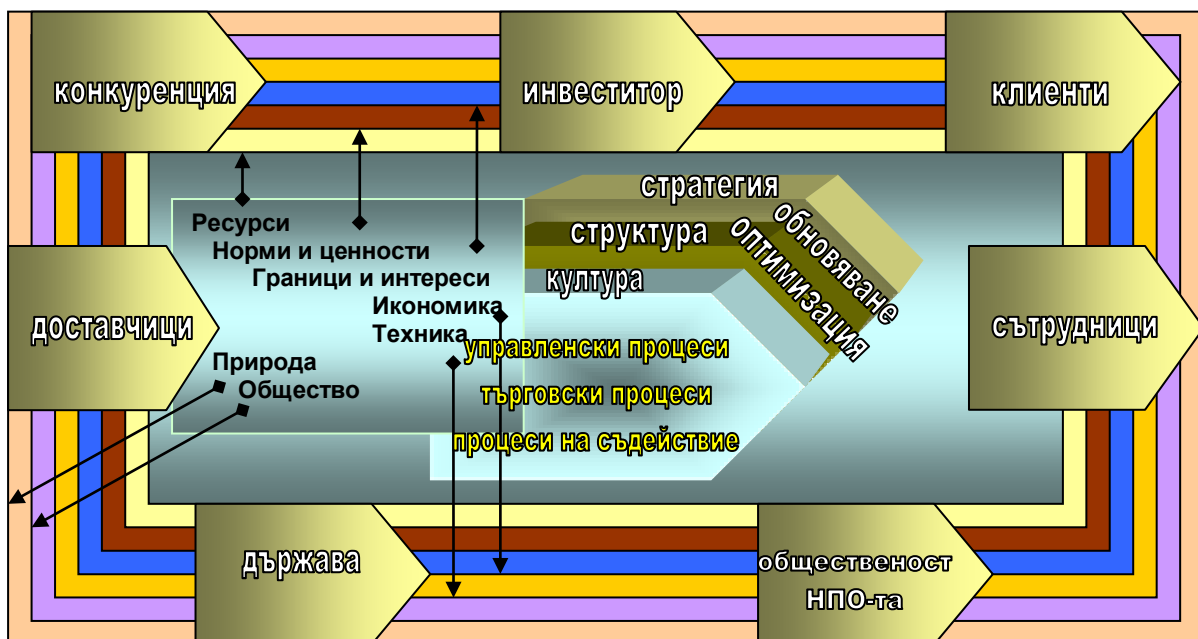 конкуренция
инвеститор
клиенти
стратегия
обновяване
структура
оптимизация
култура
Ресурси
Норми и ценности
Граници и интереси
Икономика
Техника
Природа
Общество
доставчици
сътрудници
управленски процеси
търговски процеси
процеси на съдействие
държава
общественост
НПО-та